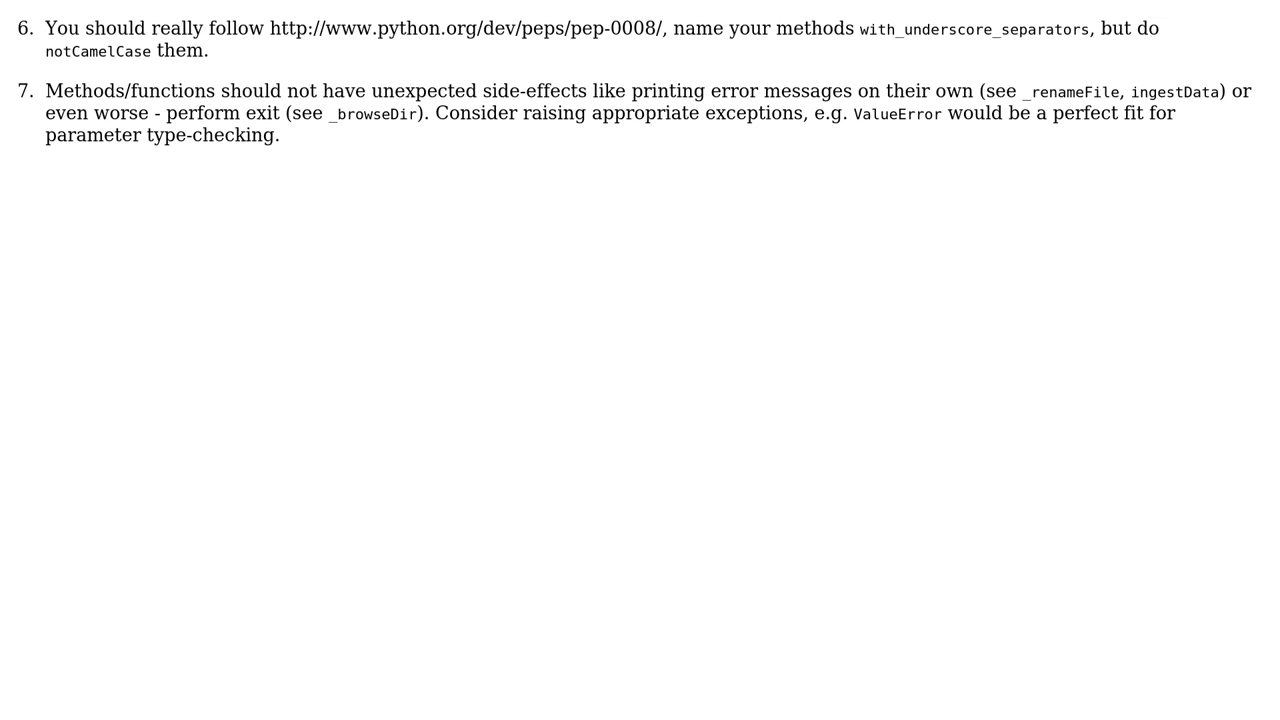 6. You should really follow http://www.python.org/dev/peps/pep-0008/, name your methods with_underscore_separators, but do
notCamelCase them.
7. Methods/functions should not have unexpected side-effects like printing error messages on their own (see _renameFile, ingestData) or
even worse - perform exit (see _browseDir). Consider raising appropriate exceptions, e.g. ValueError would be a perfect fit for
parameter type-checking.